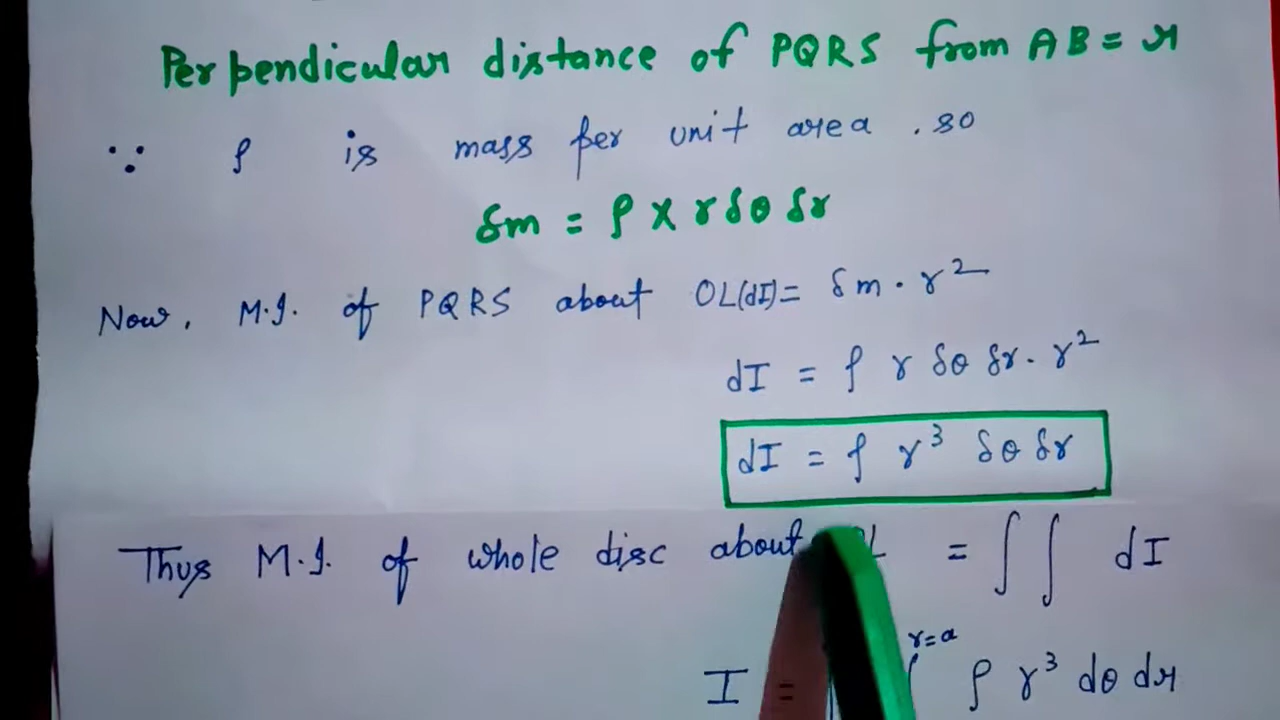 Perpendicular distance of PQRS from AB = r
∵ ρ is mass per unit area . so
δm = ρ X r δθ δr
Now, M.I. of PQRS about OL(dI) = δm . r²
dI = ρ r δθ δr . r²
dI = ρ r³ δθ δr
Thus M.I. of whole disc about = ∫ ∫ dI
I = r=a ρ r³ dθ dr